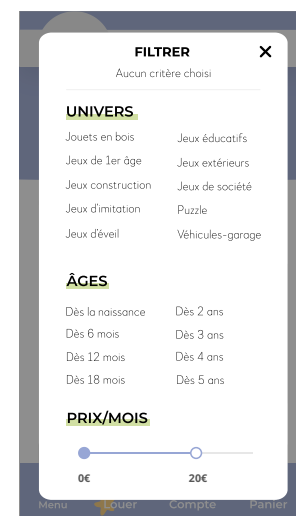 FILTRER
Aucun critère choisi
UNIVERS
Jouets en bois
Jeux éducatifs
Jeux de 1er âge
Jeux extérieurs
Jeux construction
Jeux de société
Jeux d'imitation
Puzzle
Jeux d'éveil
Véhicules-garage
ÂGES
Dès la naissance
Dès 2 ans
Dès 6 mois
Dès 3 ans
Dès 12 mois
Dès 4 ans
Dès 18 mois
Dès 5 ans
PRIX/MOIS
0€ 20€
Menu Louer Compte Panier